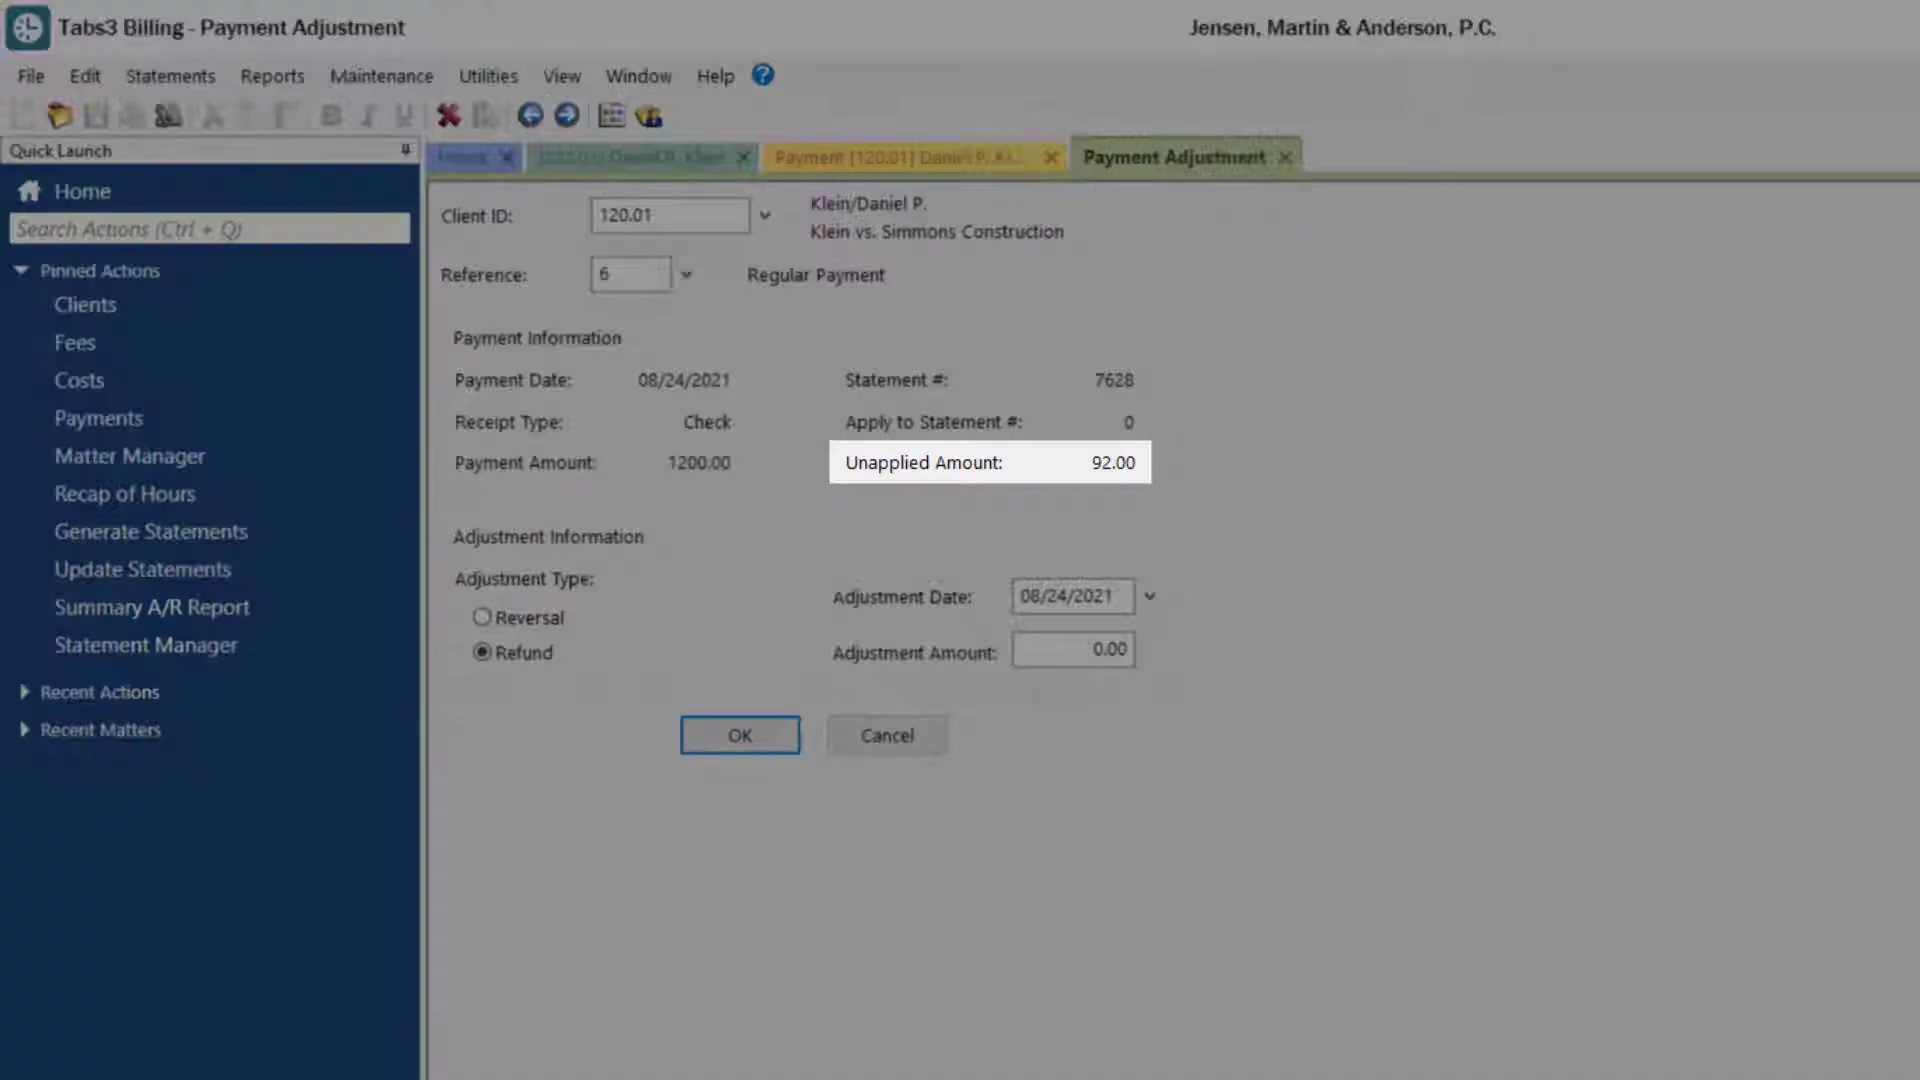 Tabs3 Billing - Payment Adjustment
Jensen, Martin & Anderson, P.C.
File Edit Statements Reports Maintenance Utilities View Window Help ?
B I U
Quick Launch
Payment [120.01] Daniel P. Kl...
Payment Adjustment
Home
Search Actions (Ctrl + Q)
Pinned Actions
Clients
Fees
Costs
Payments
Matter Manager
Recap of Hours
Generate Statements
Update Statements
Summary A/R Report
Statement Manager
Recent Actions
Recent Matters
Client ID: 120.01
Klein/Daniel P.
Klein vs. Simmons Construction
Reference: 6 Regular Payment
Payment Information
Payment Date: 08/24/2021 Statement #: 7628
Receipt Type: Check Apply to Statement #: 0
Payment Amount: 1200.00 Unapplied Amount: 92.00
Adjustment Information
Adjustment Type:
Reversal
Refund
Adjustment Date: 08/24/2021
Adjustment Amount: 0.00
OK Cancel